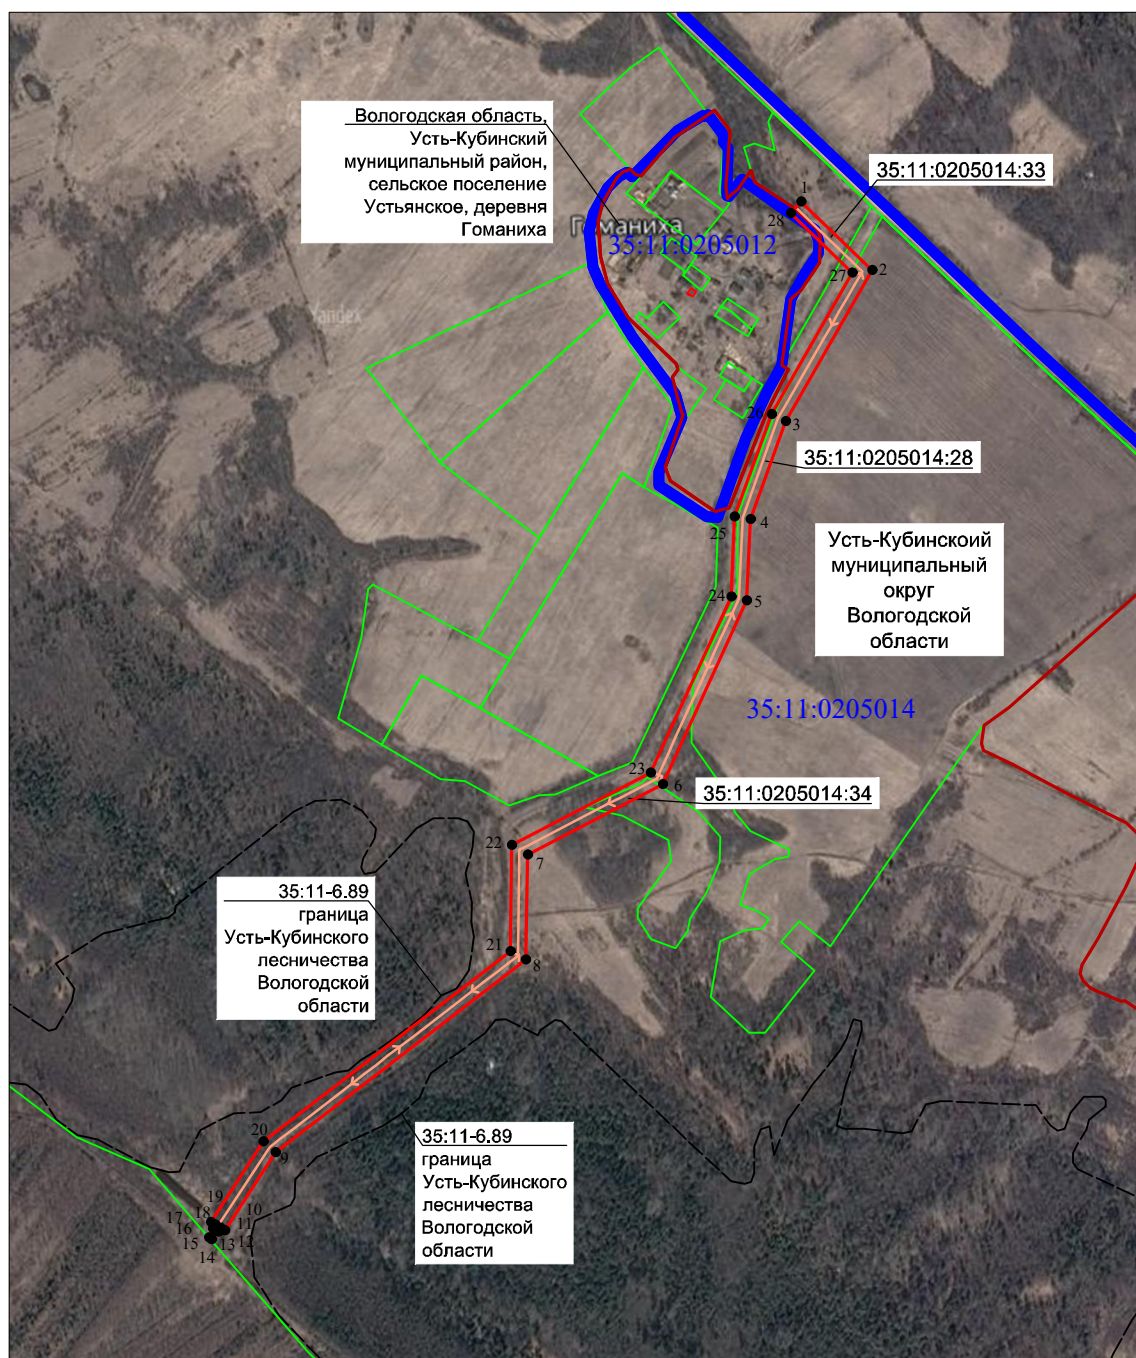 Вологодская область,
Усть-Кубинский
муниципальный район,
сельское поселение
Устьянское, деревня
Гоманиха
35:11:0205014:33
1
28
Гоманиха
35:11:0205012
27
2
Yandex
26
3
35:11:0205014:28
25
4
Усть-Кубинскоий
муниципальный
округ
Вологодской
области
24
5
35:11:0205014
23
6
35:11:0205014:34
22
7
35:11-6.89
граница
Усть-Кубинского
лесничества
Вологодской
области
21
8
20
9
35:11-6.89
граница
Усть-Кубинского
лесничества
Вологодской
области
19
10
18
17
11
16
12
15
13
14